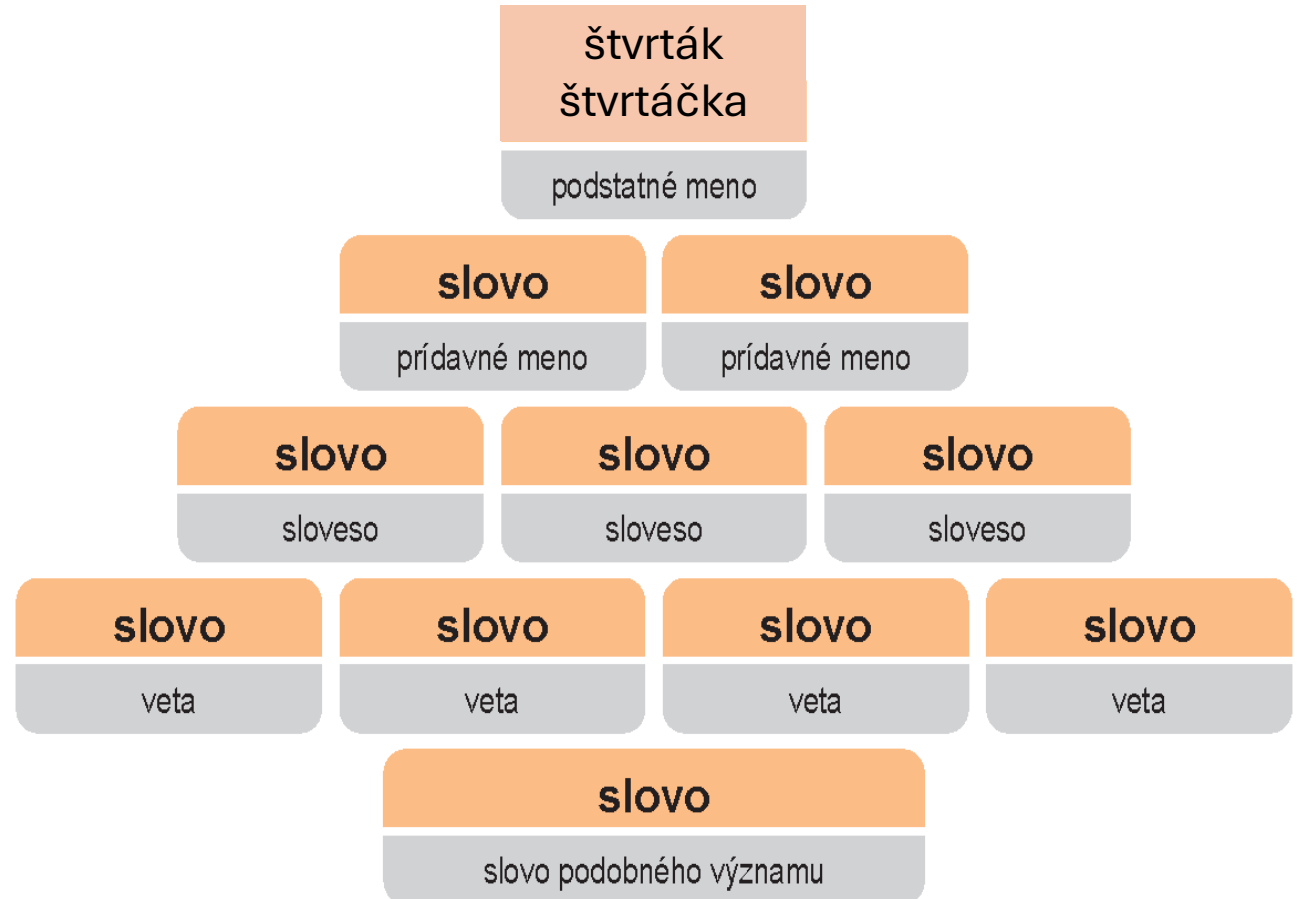 štvrták
štvrtáčka
podstatné meno
slovo slovo
prídavné meno prídavné meno
slovo slovo slovo
sloveso sloveso sloveso
slovo slovo slovo slovo
veta veta veta veta
slovo
slovo podobného významu